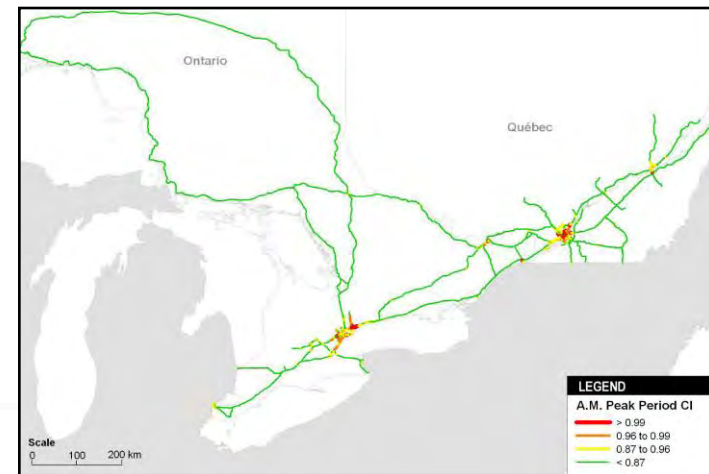 Ontario
Québec
LEGEND
A.M. Peak Period CI
> 0.99
0.96 to 0.99
0.87 to 0.96
< 0.87
Scale
0 100 200 km